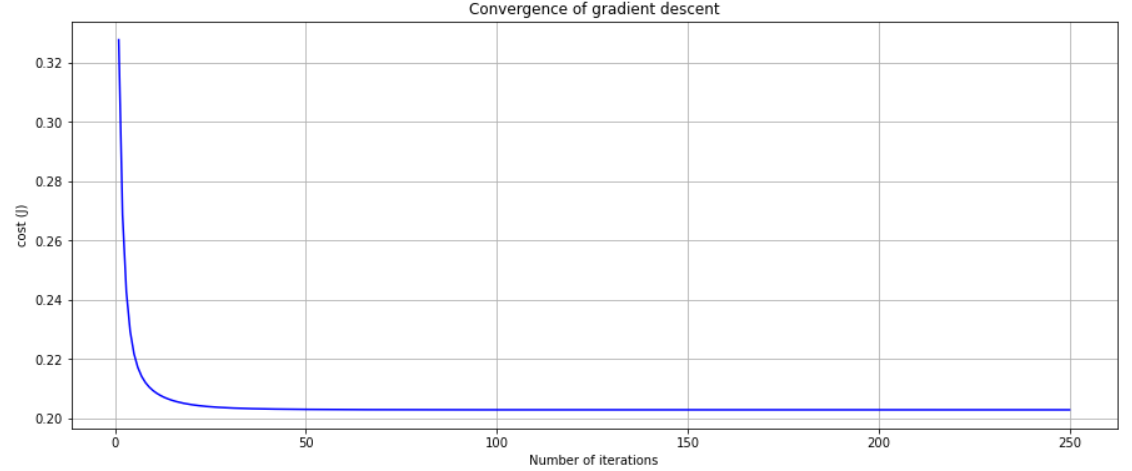 Convergence of gradient descent
0.32
0.30
0.28
0.26
0.24
0.22
0.20
cost (J)
0 50 100 150 200 250
Number of iterations